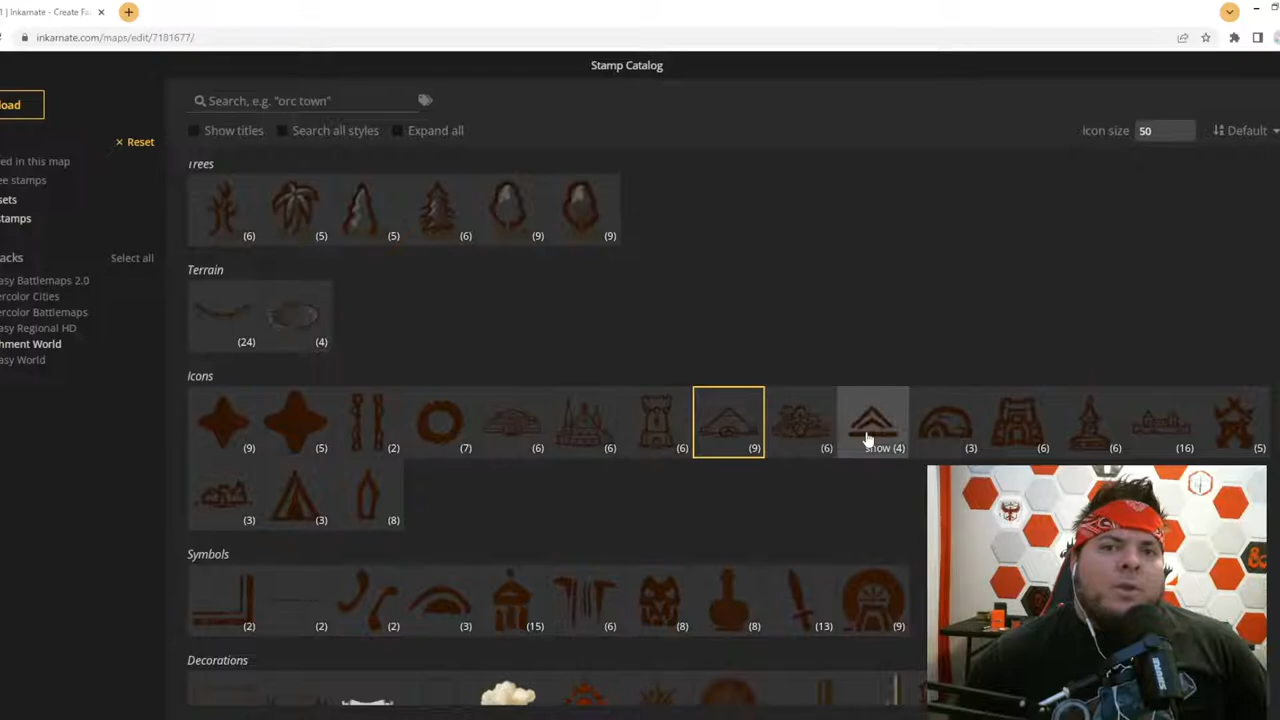 1 | Inkarnate - Create Fa
inkarnate.com/maps/edit/7181677/
Stamp Catalog
oad
Search, e.g. "orc town"
Reset
Show titles
Search all styles
Expand all
Icon size 50
Default
ed in this map
ee stamps
sets
stamps
acks
Select all
asy Battlemaps 2.0
ercolor Cities
ercolor Battlemaps
asy Regional HD
hment World
asy World
Trees
(6) (5) (5) (6) (9) (9)
Terrain
(24) (4)
Icons
(9) (5) (2) (7) (6) (6) (6) (9) (6) show (4) (3) (6) (6) (16) (5)
(3) (3) (8)
Symbols
(2) (2) (2) (3) (15) (6) (8) (8) (13) (9)
Decorations